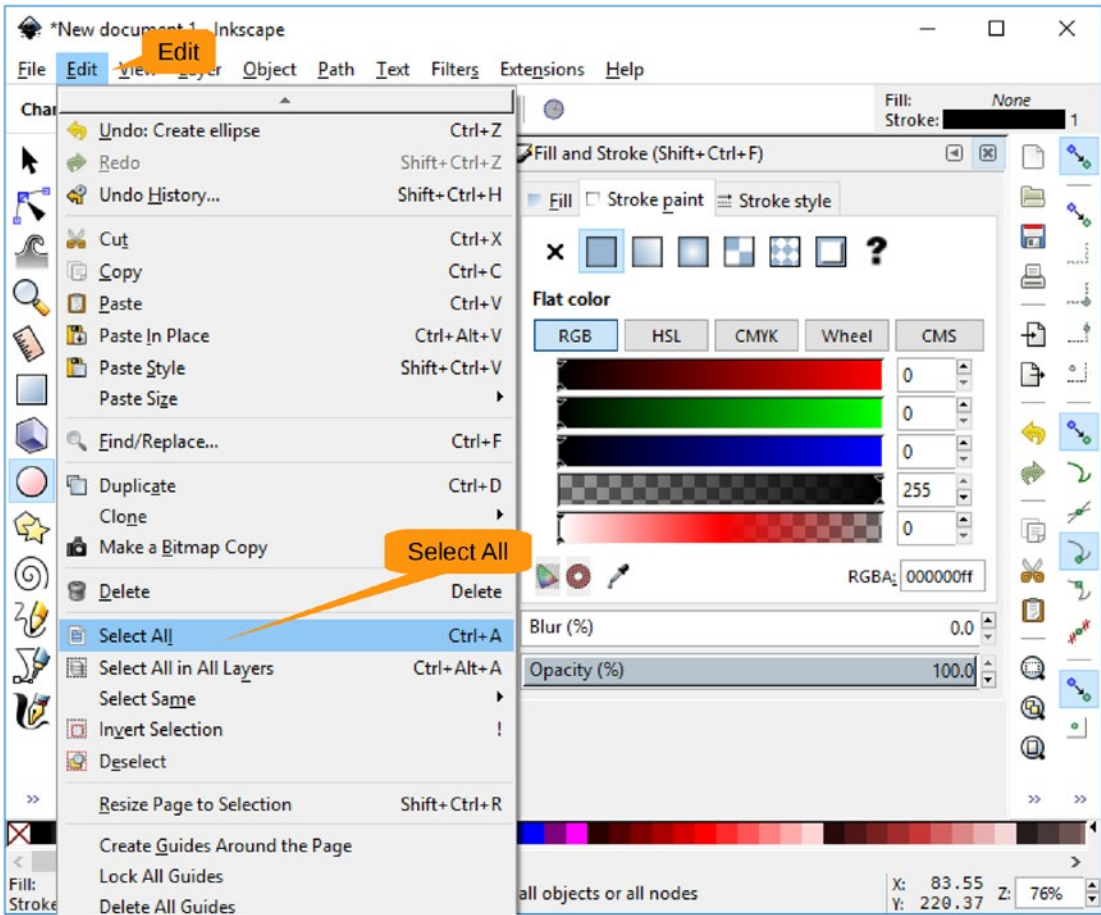 *New document 1 - Inkscape
Edit
File Edit View Layer Object Path Text Filters Extensions Help
Fill: None
Stroke: 1
Undo: Create ellipse Ctrl+Z
Redo Shift+Ctrl+Z
Undo History... Shift+Ctrl+H
Cut Ctrl+X
Copy Ctrl+C
Paste Ctrl+V
Paste In Place Ctrl+Alt+V
Paste Style Shift+Ctrl+V
Paste Size
Find/Replace... Ctrl+F
Duplicate Ctrl+D
Clone
Make a Bitmap Copy
Select All
Delete Delete
Select All Ctrl+A
Select All in All Layers Ctrl+Alt+A
Select Same
Invert Selection !
Deselect
Resize Page to Selection Shift+Ctrl+R
Create Guides Around the Page
Lock All Guides
Delete All Guides
Fill and Stroke (Shift+Ctrl+F)
Fill Stroke paint Stroke style
?
Flat color
RGB HSL CMYK Wheel CMS
0
0
0
255
0
RGBA: 000000ff
Blur (%) 0.0
Opacity (%) 100.0
Fill:
Stroke
all objects or all nodes
X: 83.55
Y: 220.37
Z: 76%